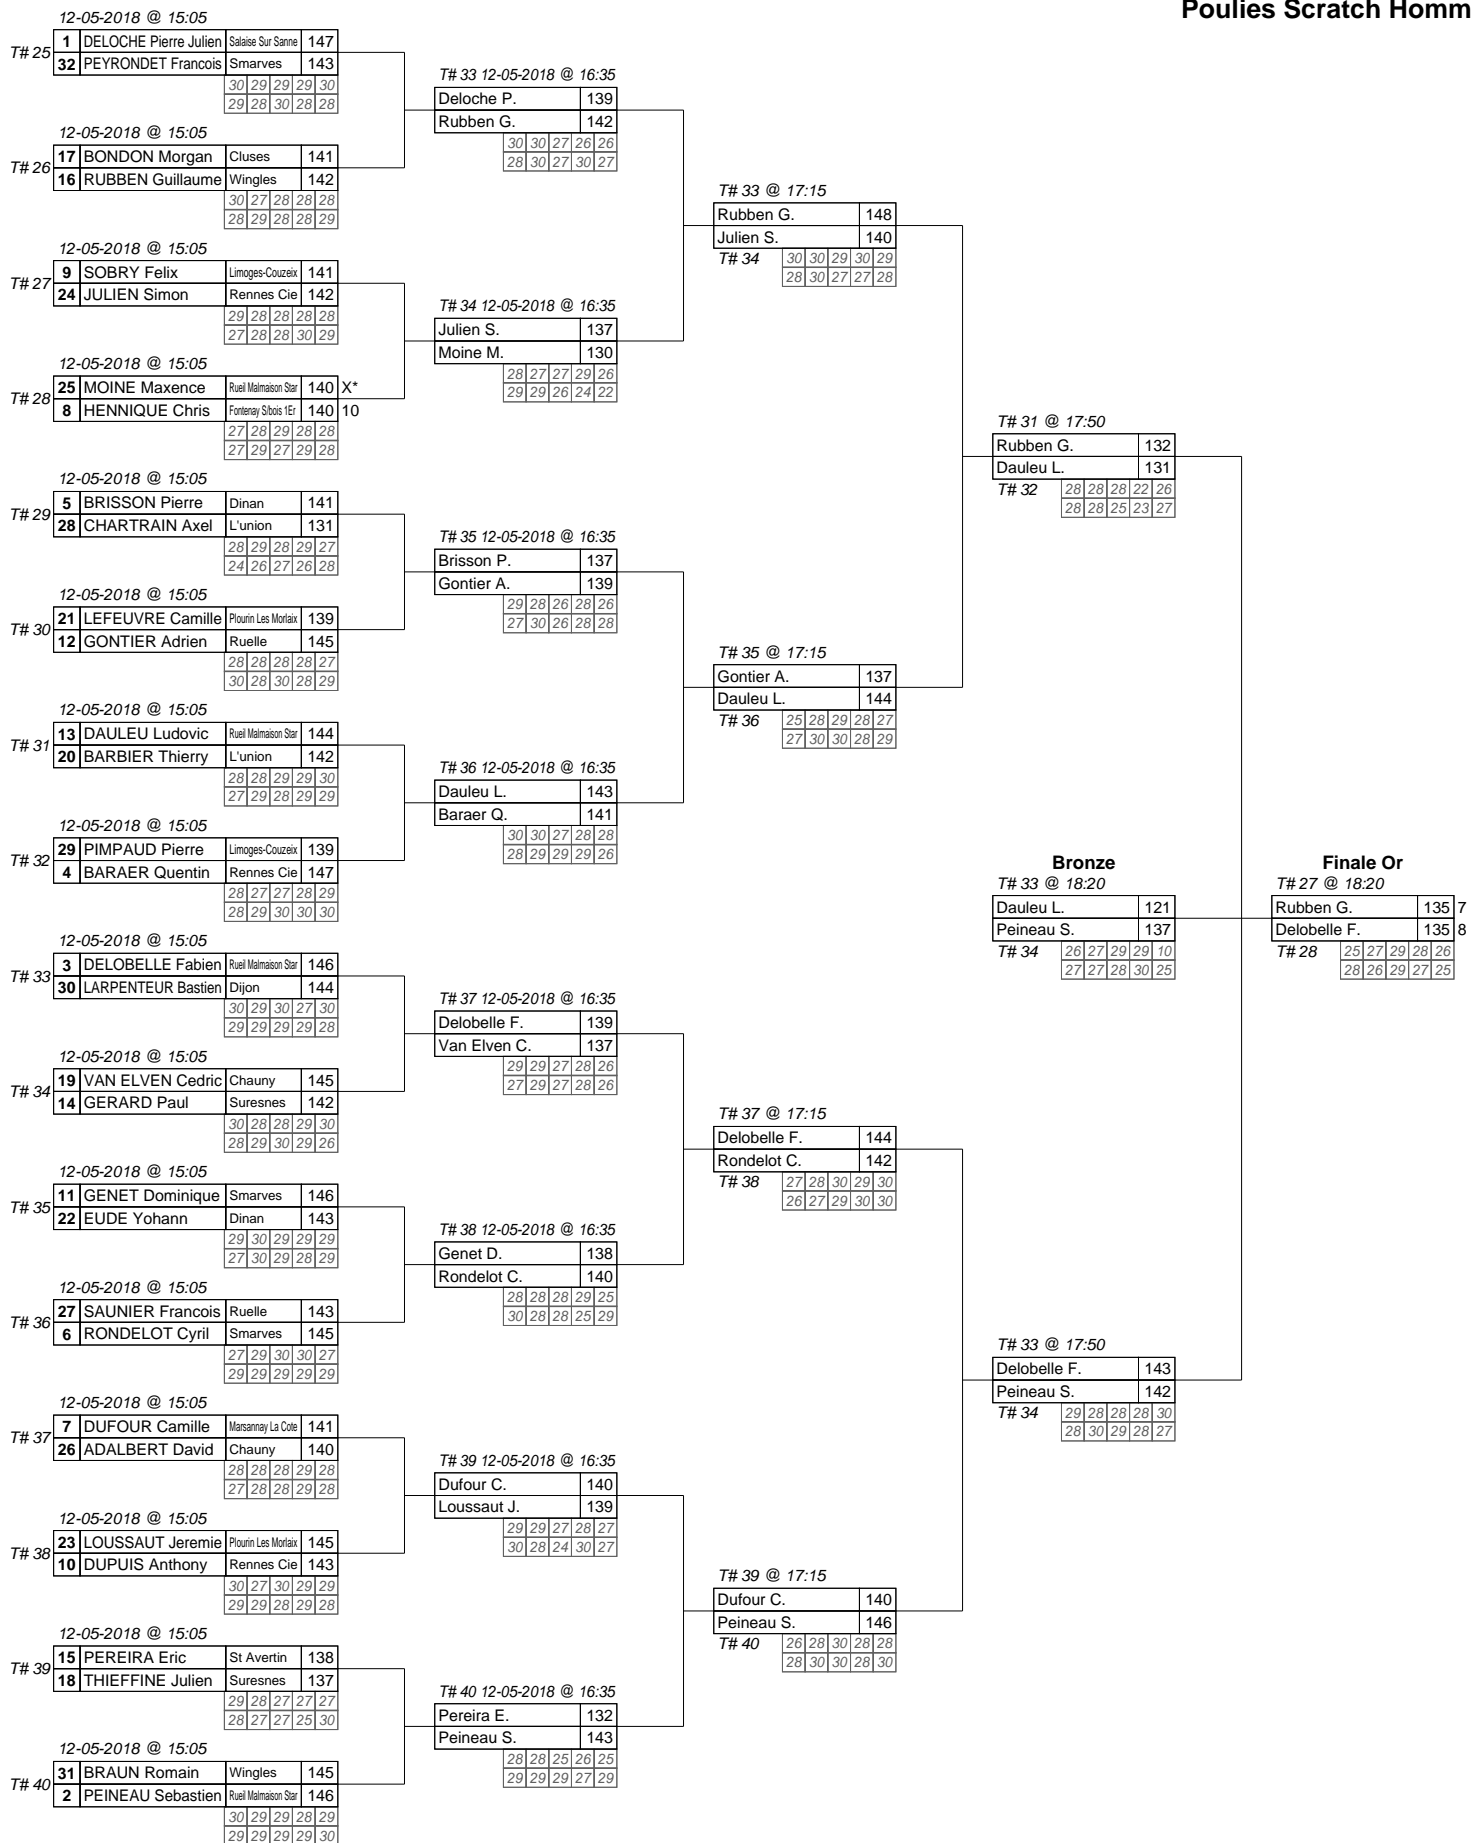 Poulies Scratch Homm
12-05-2018 @ 15:05
T# 25
1 DELOCHE Pierre Julien Salaise Sur Sanne 147
32 PEYRONDET Francois Smarves 143
30 29 29 29 30
29 28 30 28 28
12-05-2018 @ 15:05
T# 26
17 BONDON Morgan Cluses 141
16 RUBBEN Guillaume Wingles 142
30 27 28 28 28
28 29 28 28 29
12-05-2018 @ 15:05
T# 27
9 SOBRY Felix Limoges-Couzeix 141
24 JULIEN Simon Rennes Cie 142
29 28 28 28 28
27 28 28 30 29
12-05-2018 @ 15:05
T# 28
25 MOINE Maxence Rueil Malmaison Star 140 X*
8 HENNIQUE Chris Fontenay S/bois 1Er 140 10
27 28 29 28 28
27 29 27 29 28
12-05-2018 @ 15:05
T# 29
5 BRISSON Pierre Dinan 141
28 CHARTRAIN Axel L'union 131
28 29 28 29 27
24 26 27 26 28
12-05-2018 @ 15:05
T# 30
21 LEFEUVRE Camille Plourin Les Morlaix 139
12 GONTIER Adrien Ruelle 145
28 28 28 28 27
30 28 30 28 29
12-05-2018 @ 15:05
T# 31
13 DAULEU Ludovic Rueil Malmaison Star 144
20 BARBIER Thierry L'union 142
28 28 29 29 30
27 29 28 29 29
12-05-2018 @ 15:05
T# 32
29 PIMPAUD Pierre Limoges-Couzeix 139
4 BARAER Quentin Rennes Cie 147
28 27 27 28 29
28 29 30 30 30
12-05-2018 @ 15:05
T# 33
3 DELOBELLE Fabien Rueil Malmaison Star 146
30 LARPENTEUR Bastien Dijon 144
30 29 30 27 30
29 29 29 29 28
12-05-2018 @ 15:05
T# 34
19 VAN ELVEN Cedric Chauny 145
14 GERARD Paul Suresnes 142
30 28 28 29 30
28 29 30 29 26
12-05-2018 @ 15:05
T# 35
11 GENET Dominique Smarves 146
22 EUDE Yohann Dinan 143
29 30 29 29 29
27 30 29 28 29
12-05-2018 @ 15:05
T# 36
27 SAUNIER Francois Ruelle 143
6 RONDELOT Cyril Smarves 145
27 29 30 30 27
29 29 29 29 29
12-05-2018 @ 15:05
T# 37
7 DUFOUR Camille Marsannay La Cote 141
26 ADALBERT David Chauny 140
28 28 28 29 28
27 28 28 29 28
12-05-2018 @ 15:05
T# 38
23 LOUSSAUT Jeremie Plourin Les Morlaix 145
10 DUPUIS Anthony Rennes Cie 143
30 27 30 29 29
29 29 28 29 28
12-05-2018 @ 15:05
T# 39
15 PEREIRA Eric St Avertin 138
18 THIEFFINE Julien Suresnes 137
29 28 27 27 27
28 27 27 25 30
12-05-2018 @ 15:05
T# 40
31 BRAUN Romain Wingles 145
2 PEINEAU Sebastien Rueil Malmaison Star 146
30 29 29 28 29
29 29 29 29 30
T# 33 12-05-2018 @ 16:35
Deloche P. 139
Rubben G. 142
30 30 27 26 26
28 30 27 30 27
T# 34 12-05-2018 @ 16:35
Julien S. 137
Moine M. 130
28 27 27 29 26
29 29 26 24 22
T# 35 12-05-2018 @ 16:35
Brisson P. 137
Gontier A. 139
29 28 26 28 26
27 30 26 28 28
T# 36 12-05-2018 @ 16:35
Dauleu L. 143
Baraer Q. 141
30 30 27 28 28
28 29 29 29 26
T# 37 12-05-2018 @ 16:35
Delobelle F. 139
Van Elven C. 137
29 29 27 28 26
27 29 27 28 26
T# 38 12-05-2018 @ 16:35
Genet D. 138
Rondelot C. 140
28 28 28 29 25
30 28 28 25 29
T# 39 12-05-2018 @ 16:35
Dufour C. 140
Loussaut J. 139
29 29 27 28 27
30 28 24 30 27
T# 40 12-05-2018 @ 16:35
Pereira E. 132
Peineau S. 143
28 28 25 26 25
29 29 29 27 29
T# 33 @ 17:15
Rubben G. 148
Julien S. 140
T# 34 30 30 29 30 29
28 30 27 27 28
T# 35 @ 17:15
Gontier A. 137
Dauleu L. 144
T# 36 25 28 29 28 27
27 30 30 28 29
T# 37 @ 17:15
Delobelle F. 144
Rondelot C. 142
T# 38 27 28 30 29 30
26 27 29 30 30
T# 39 @ 17:15
Dufour C. 140
Peineau S. 146
T# 40 26 28 30 28 28
28 30 30 28 30
T# 31 @ 17:50
Rubben G. 132
Dauleu L. 131
T# 32 28 28 28 22 26
28 28 25 23 27
T# 33 @ 17:50
Delobelle F. 143
Peineau S. 142
T# 34 29 28 28 28 30
28 30 29 28 27
Bronze
T# 33 @ 18:20
Dauleu L. 121
Peineau S. 137
T# 34 26 27 29 29 10
27 27 28 30 25
Finale Or
T# 27 @ 18:20
Rubben G. 135 7
Delobelle F. 135 8
T# 28 25 27 29 28 26
28 26 29 27 25